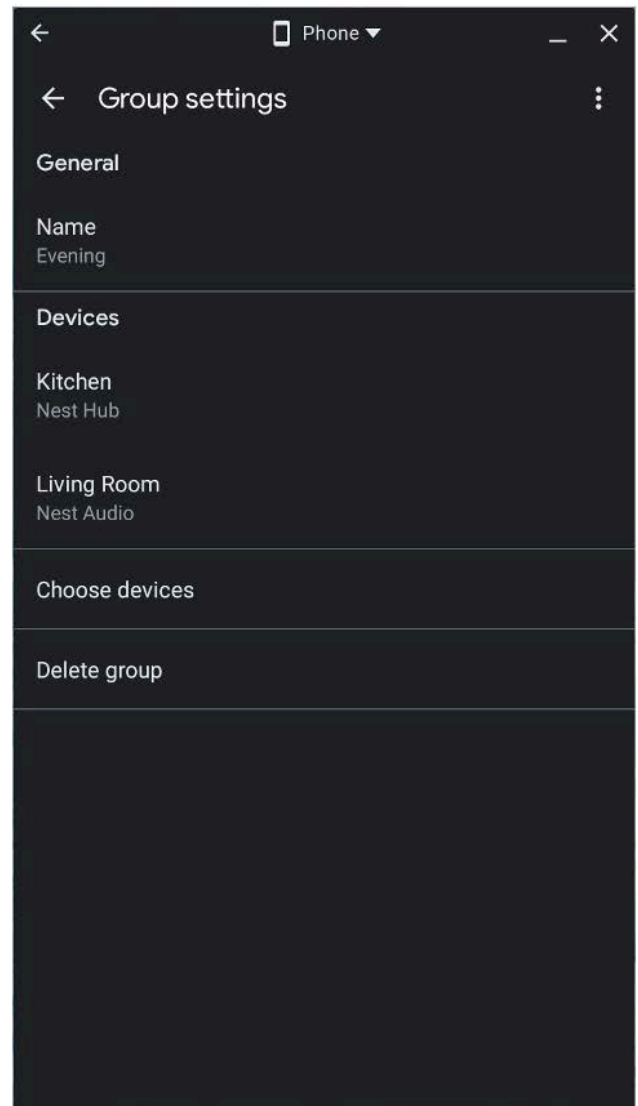 Phone
Group settings
General
Name
Evening
Devices
Kitchen
Nest Hub
Living Room
Nest Audio
Choose devices
Delete group